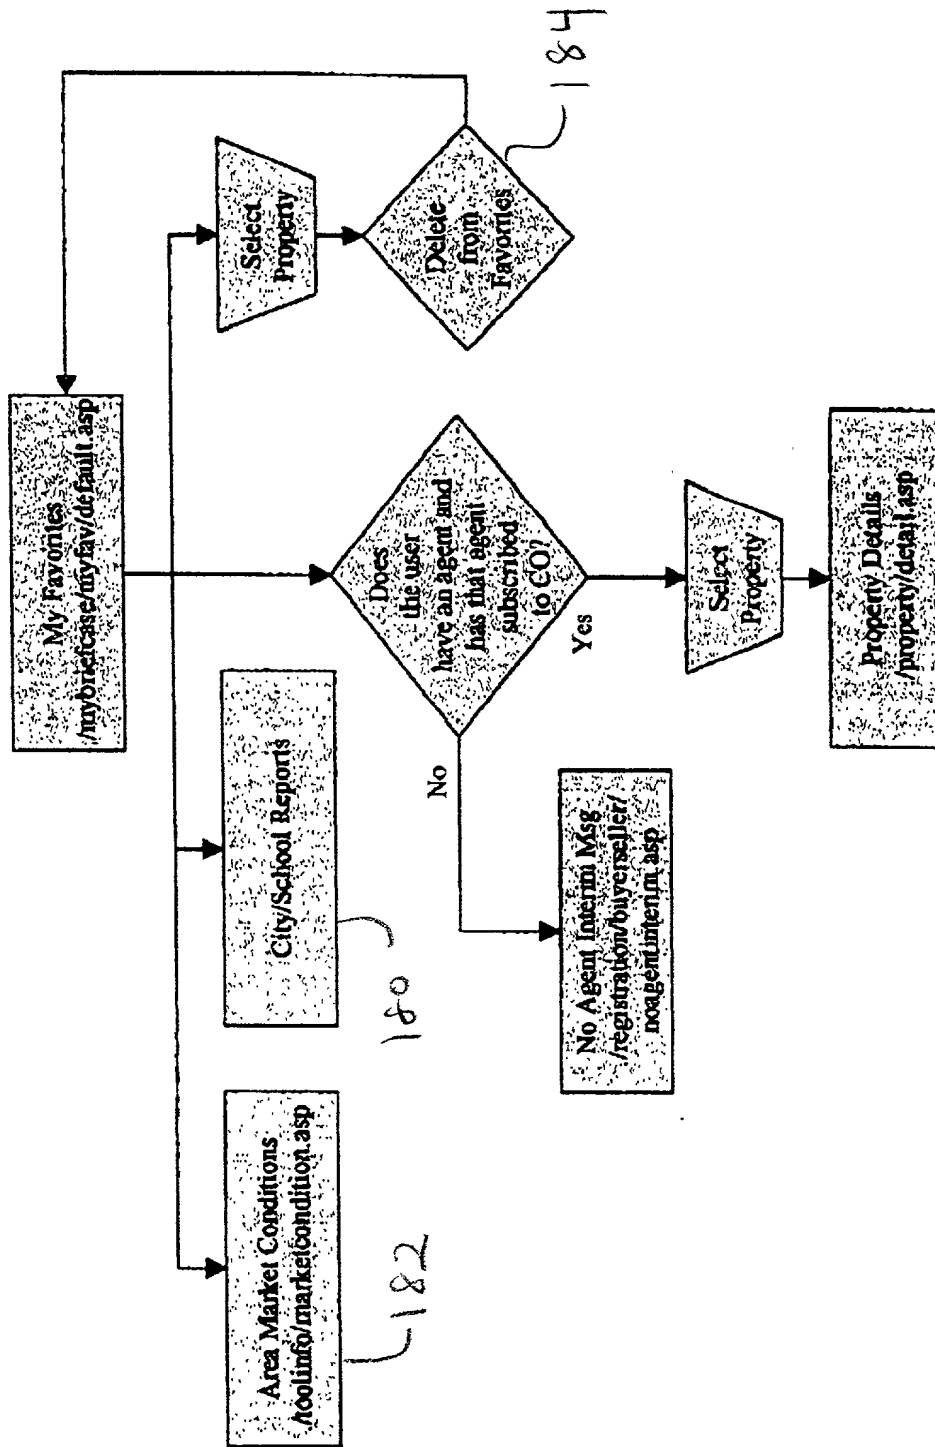 My Favorites
/mybriefcase/myfav/default.asp
Area Market Conditions
/toolinfo/marketcondition.asp
182
City/School Reports
180
Does
the user
have an agent and
has that agent
subscribed
to CO?
No
Yes
No Agent Interim Msg
/registration/buyerseller/
noagentinterim.asp
Select
Property
Property Details
/property/detail.asp
Select
Property
Delete
from
Favorites
184